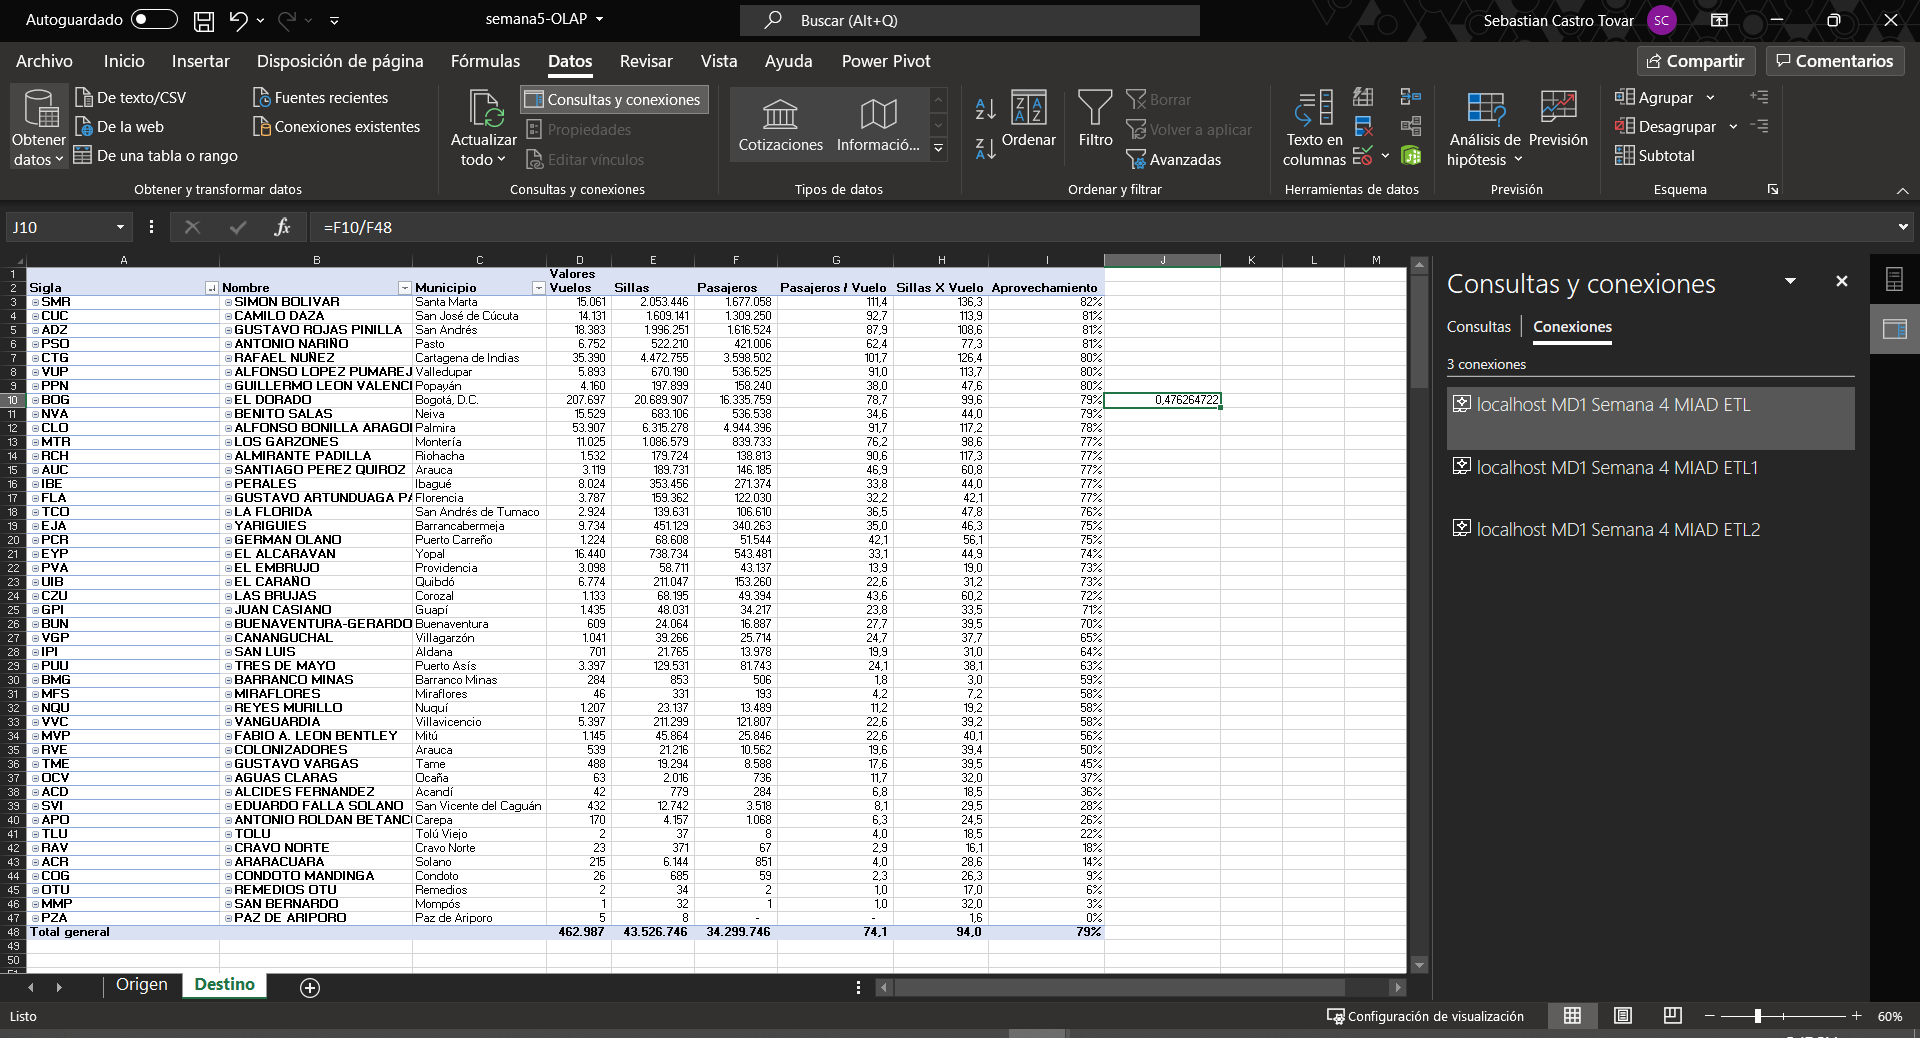 Autoguardado
semana5-OLAP
Buscar (Alt+Q)
Sebastian Castro Tovar
SC
Archivo Inicio Insertar Disposición de página Fórmulas Datos Revisar Vista Ayuda Power Pivot
Compartir
Comentarios
Obtener datos
De texto/CSV
De la web
De una tabla o rango
Fuentes recientes
Conexiones existentes
Obtener y transformar datos
Actualizar todo
Consultas y conexiones
Propiedades
Editar vínculos
Consultas y conexiones
Cotizaciones
Informació...
Tipos de datos
Ordenar
Filtro
Borrar
Volver a aplicar
Avanzadas
Ordenar y filtrar
Texto en columnas
Herramientas de datos
Análisis de hipótesis
Previsión
Previsión
Agrupar
Desagrupar
Subtotal
Esquema
J10
fx
=F10/F48
A B C D E F G H I J K L M
1 Valores
2 Sigla Nombre Municipio Vuelos Sillas Pasajeros Pasajeros / Vuelo Sillas X Vuelo Aprovechamiento
3 SMR SIMON BOLIVAR Santa Marta 15.061 2.053.446 1.677.058 111,4 136,3 82%
4 CUC CAMILO DAZA San José de Cúcuta 14.131 1.609.141 1.309.250 92,7 113,9 81%
5 ADZ GUSTAVO ROJAS PINILLA San Andrés 18.383 1.996.251 1.616.524 87,9 108,6 81%
6 PSO ANTONIO NARIÑO Pasto 6.752 522.210 421.006 62,4 77,3 81%
7 CTG RAFAEL NUÑEZ Cartagena de Indias 35.390 4.472.755 3.598.502 101,7 126,4 80%
8 VUP ALFONSO LOPEZ PUMAREJ Valledupar 5.893 670.190 536.525 91,0 113,7 80%
9 PPN GUILLERMO LEON VALENCI Popayán 4.160 197.899 158.240 38,0 47,6 80%
10 BOG EL DORADO Bogotá, D.C. 207.697 20.689.907 16.335.759 78,7 99,6 79% 0,476264722
11 NVA BENITO SALAS Neiva 15.529 683.106 536.538 34,6 44,0 79%
12 CLO ALFONSO BONILLA ARAGOI Palmira 53.907 6.315.278 4.944.396 91,7 117,2 78%
13 MTR LOS GARZONES Montería 11.025 1.086.579 839.733 76,2 98,6 77%
14 RCH ALMIRANTE PADILLA Riohacha 1.532 179.724 138.813 90,6 117,3 77%
15 AUC SANTIAGO PEREZ QUIROZ Arauca 3.119 189.731 146.185 46,9 60,8 77%
16 IBE PERALES Ibagué 8.024 353.456 271.374 33,8 44,0 77%
17 FLA GUSTAVO ARTUNDUAGA PA Florencia 3.787 159.362 122.030 32,2 42,1 77%
18 TCO LA FLORIDA San Andrés de Tumaco 2.924 139.631 106.610 36,5 47,8 76%
19 EJA YARIGUIES Barrancabermeja 9.734 451.129 340.263 35,0 46,3 75%
20 PCR GERMAN OLANO Puerto Carreño 1.224 68.608 51.544 42,1 56,1 75%
21 EYP EL ALCARAVAN Yopal 16.440 738.734 543.481 33,1 44,9 74%
22 PVA EL EMBRUJO Providencia 3.098 58.711 43.137 13,9 19,0 73%
23 UIB EL CARAÑO Quibdó 6.774 211.047 153.260 22,6 31,2 73%
24 CZU LAS BRUJAS Corozal 1.133 68.195 49.394 43,6 60,2 72%
25 GPI JUAN CASIANO Guapí 1.435 48.031 34.217 23,8 33,5 71%
26 BUN BUENAVENTURA-GERARDO Buenaventura 609 24.064 16.887 27,7 39,5 70%
27 VGP CANANGUCHAL Villagarzón 1.041 39.266 25.714 24,7 37,7 65%
28 IPI SAN LUIS Aldana 701 21.765 13.978 19,9 31,0 64%
29 PUU TRES DE MAYO Puerto Asís 3.397 129.531 81.743 24,1 38,1 63%
30 BMG BARRANCO MINAS Barranco Minas 284 853 506 1,8 3,0 59%
31 MFS MIRAFLORES Miraflores 46 331 193 4,2 7,2 58%
32 NQU REYES MURILLO Nuquí 1.207 23.137 13.489 11,2 19,2 58%
33 VVC VANGUARDIA Villavicencio 5.397 211.299 121.807 22,6 39,2 58%
34 MVP FABIO A. LEON BENTLEY Mitú 1.145 45.864 25.846 22,6 40,1 56%
35 RVE COLONIZADORES Arauca 539 21.216 10.562 19,6 39,4 50%
36 TME GUSTAVO VARGAS Tame 488 19.294 8.588 17,6 39,5 45%
37 OCV AGUAS CLARAS Ocaña 63 2.016 736 11,7 32,0 37%
38 ACD ALCIDES FERNANDEZ Acandí 42 779 284 6,8 18,5 36%
39 SVI EDUARDO FALLA SOLANO San Vicente del Caguán 432 12.742 3.518 8,1 29,5 28%
40 APO ANTONIO ROLDAN BETANC Carepa 170 4.157 1.068 6,3 24,5 26%
41 TLU TOLU Tolú Viejo 2 37 8 4,0 18,5 22%
42 RAV CRAVO NORTE Cravo Norte 23 371 67 2,9 16,1 18%
43 ACR ARARACUARA Solano 215 6.144 851 4,0 28,6 14%
44 COG CONDOTO MANDINGA Condoto 26 685 59 2,3 26,3 9%
45 OTU REMEDIOS OTU Remedios 2 34 2 1,0 17,0 6%
46 MMP SAN BERNARDO Mompós 1 32 1 1,0 32,0 3%
47 PZA PAZ DE ARIPORO Paz de Ariporo 5 8 - - 1,6 0%
48 Total general 462.987 43.526.746 34.299.746 74,1 94,0 79%
49
50
Consultas y conexiones
Consultas Conexiones
3 conexiones
localhost MD1 Semana 4 MIAD ETL
localhost MD1 Semana 4 MIAD ETL1
localhost MD1 Semana 4 MIAD ETL2
Origen Destino
Listo
Configuración de visualización
60%